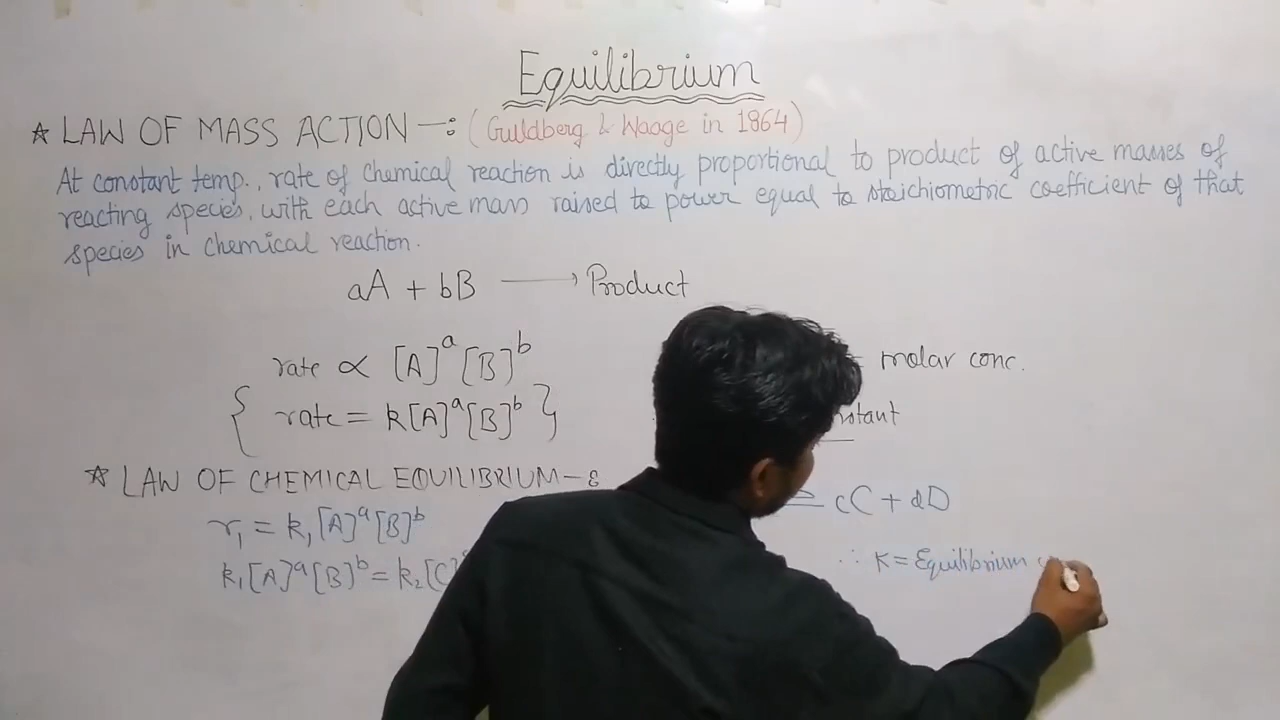 Equilibrium
★ LAW OF MASS ACTION -: (Guldberg & Waage in 1864)
At constant temp., rate of chemical reaction is directly proportional to product of active masses of
reacting species, with each active mass raised to power equal to stoichiometric coefficient of that
species in chemical reaction.
aA + bB ⟶ Product
rate ∝ [A]^a [B]^b molar conc.
{ rate = k[A]^a [B]^b }
★ LAW OF CHEMICAL EQUILIBRIUM -:
cC + dD
r₁ = k₁[A]^a [B]^b
∴ K = Equilibrium
k₁[A]^a [B]^b = k₂[C]